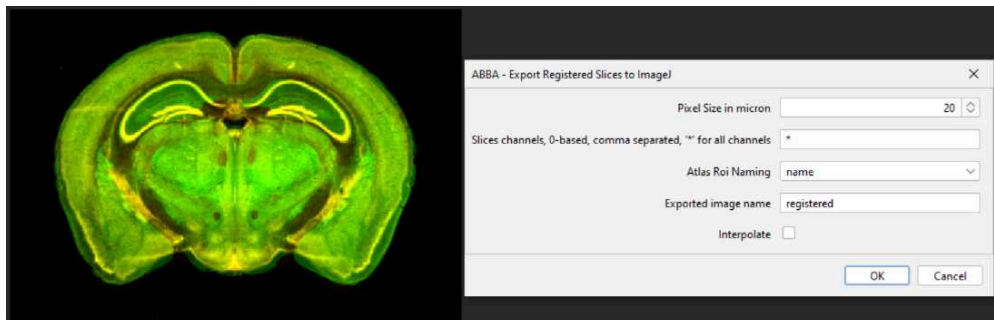 ABBA - Export Registered Slices to ImageJ
Pixel Size in micron 20
Slices channels, 0-based, comma separated, '*' for all channels *
Atlas Roi Naming name
Exported image name registered
Interpolate
OK Cancel